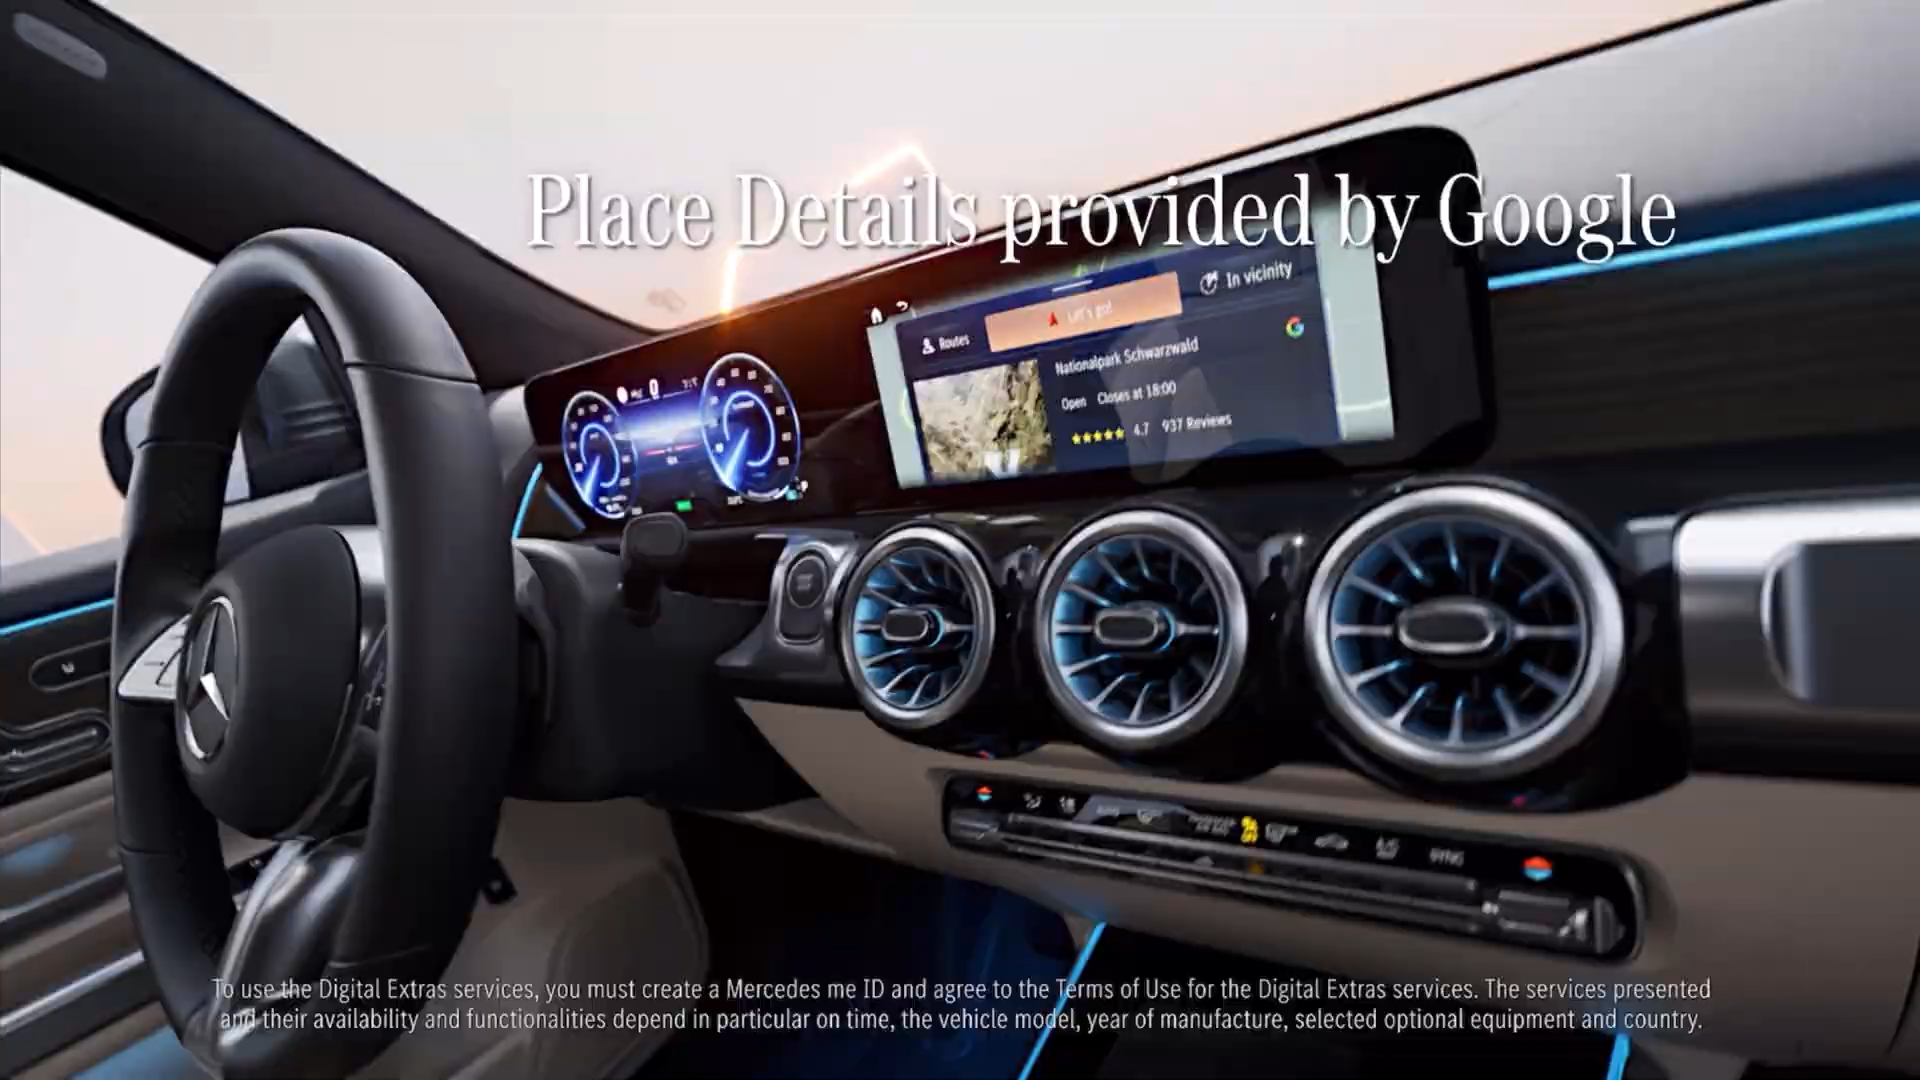 Place Details provided by Google
In vicinity
Let's go!
Routes
Nationalpark Schwarzwald
Open Closes at 18:00
4.7 937 Reviews
SYNC
To use the Digital Extras services, you must create a Mercedes me ID and agree to the Terms of Use for the Digital Extras services. The services presented
and their availability and functionalities depend in particular on time, the vehicle model, year of manufacture, selected optional equipment and country.